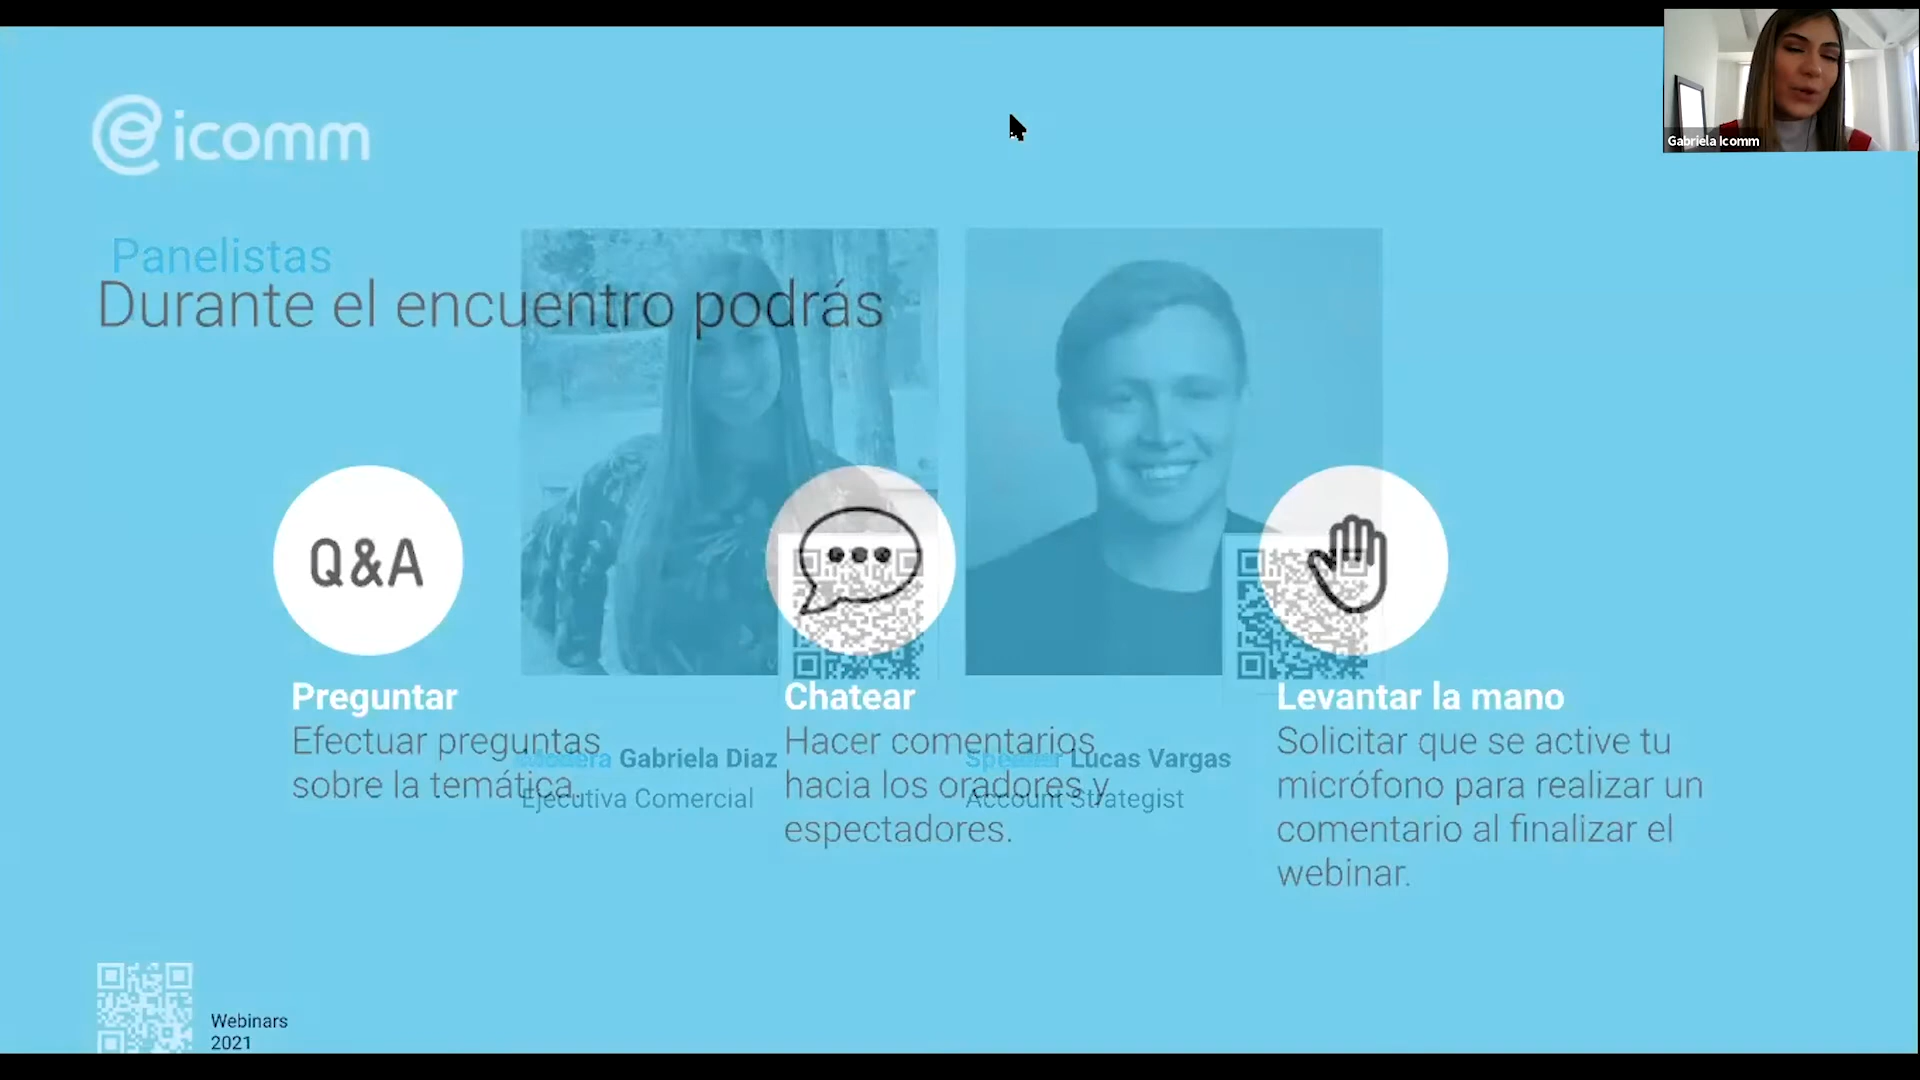 icomm
Gabriela Icomm
Panelistas
Durante el encuentro podrás
Q&A
Preguntar
Efectuar preguntas
sobre la temática.
Chatear
Hacer comentarios
hacia los oradores y
espectadores.
Levantar la mano
Solicitar que se active tu
micrófono para realizar un
comentario al finalizar el
webinar.
Gabriela Diaz
Ejecutiva Comercial
Speaker Lucas Vargas
Account Strategist
Webinars
2021